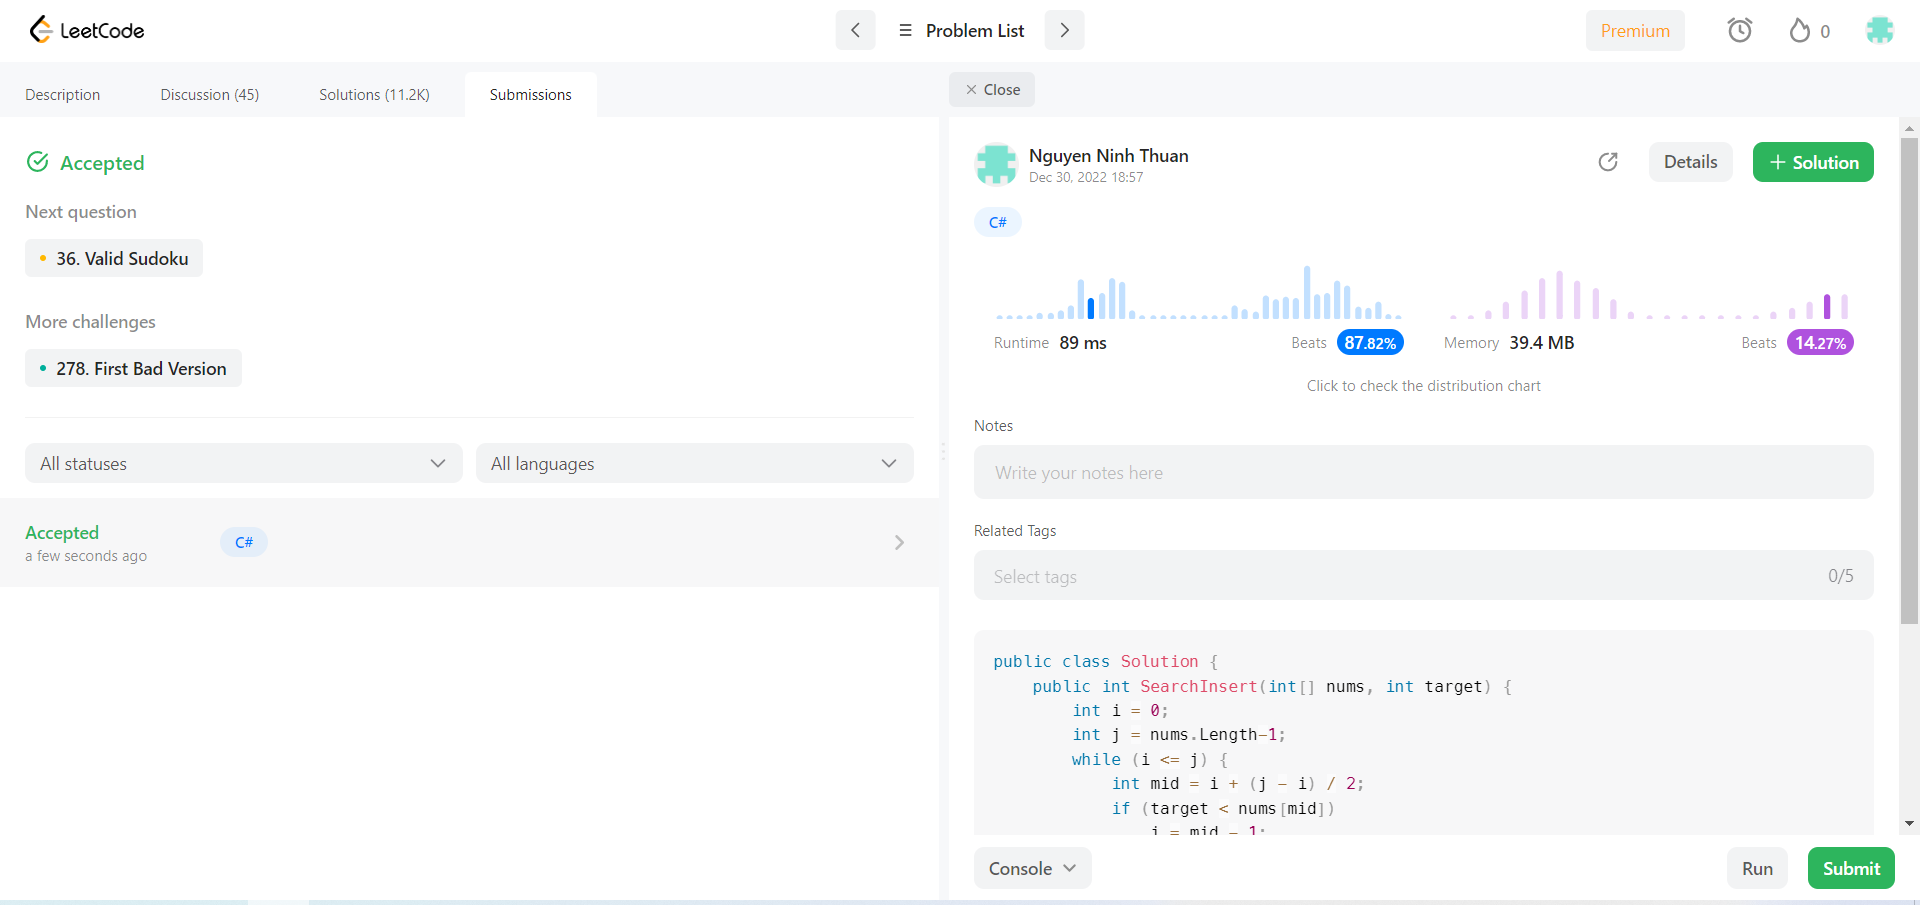 LeetCode
Problem List
Premium
0
Description
Discussion (45)
Solutions (11.2K)
Submissions
Close
Accepted
Next question
36. Valid Sudoku
More challenges
278. First Bad Version
All statuses
All languages
Accepted
a few seconds ago
C#
Nguyen Ninh Thuan
Dec 30, 2022 18:57
Details
+ Solution
C#
Runtime 89 ms
Beats 87.82%
Memory 39.4 MB
Beats 14.27%
Click to check the distribution chart
Notes
Write your notes here
Related Tags
Select tags
0/5
public class Solution {
public int SearchInsert(int[] nums, int target) {
int i = 0;
int j = nums.Length-1;
while (i <= j) {
int mid = i + (j - i) / 2;
if (target < nums[mid])
j = mid - 1;
Console
Run
Submit